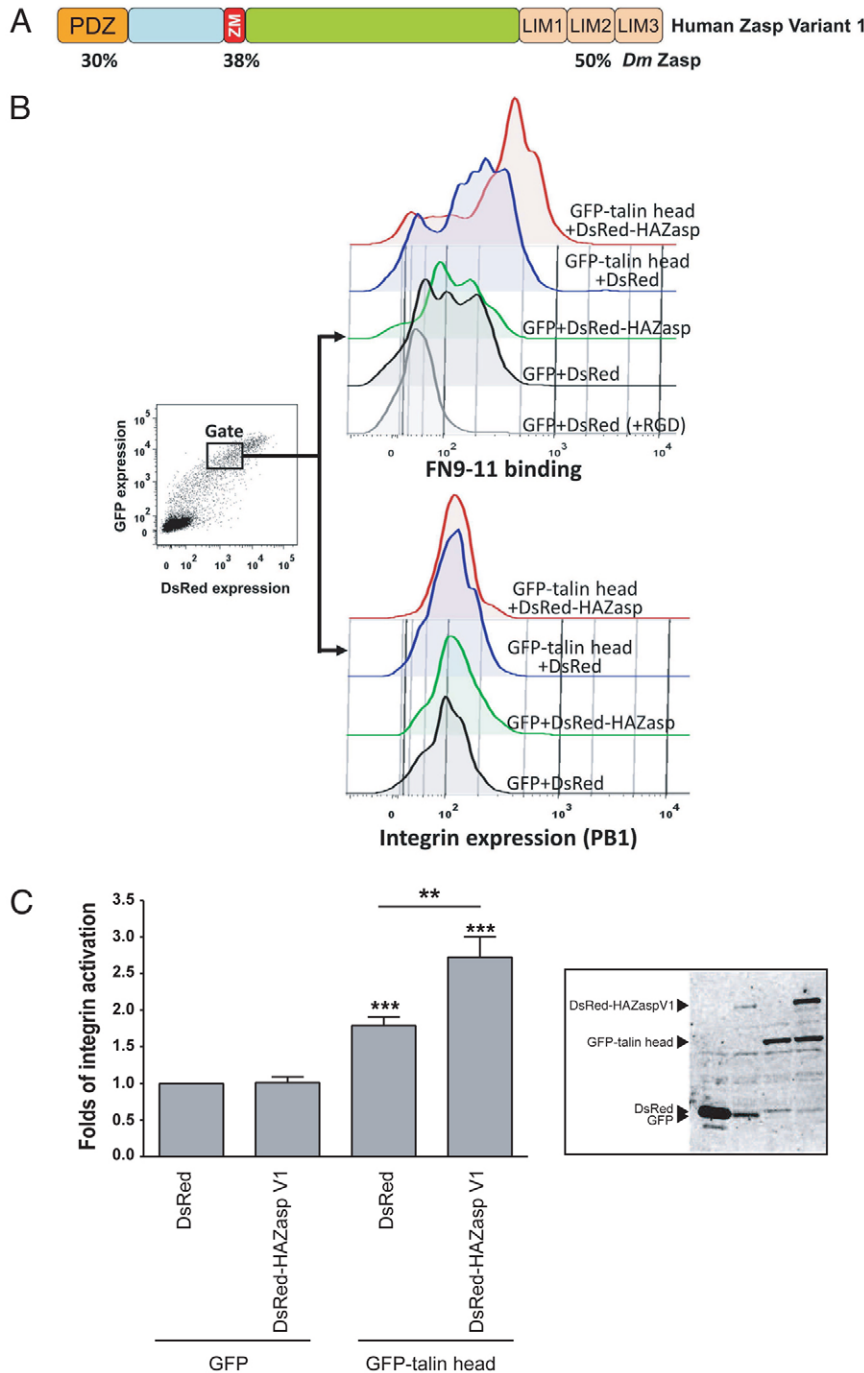 A
PDZ
ZM
LIM1
LIM2
LIM3
Human Zasp Variant 1
30%
38%
50%
Dm Zasp
B
GFP-talin head
+DsRed-HAZasp
GFP-talin head
+DsRed
GFP+DsRed-HAZasp
GFP+DsRed
GFP+DsRed (+RGD)
0 10² 10³ 10⁴
FN9-11 binding
Gate
GFP expression
10⁵
10⁴
10³
10²
0
0 10² 10³ 10⁴ 10⁵
DsRed expression
GFP-talin head
+DsRed-HAZasp
GFP-talin head
+DsRed
GFP+DsRed-HAZasp
GFP+DsRed
0 10² 10³ 10⁴
Integrin expression (PB1)
C
Folds of integrin activation
3.5
3.0
2.5
2.0
1.5
1.0
0.5
0.0
**
***
***
DsRed
DsRed-HAZasp V1
DsRed
DsRed-HAZasp V1
GFP
GFP-talin head
DsRed-HAZaspV1
GFP-talin head
DsRed
GFP